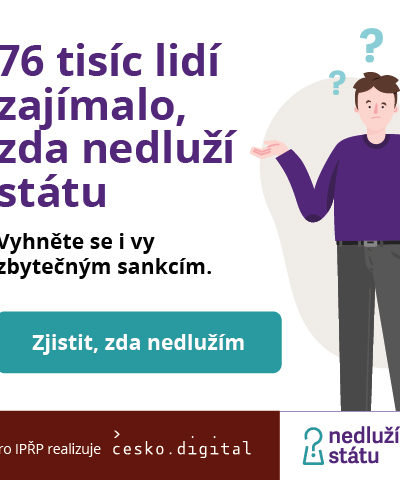 76 tisíc lidí
zajímalo,
zda nedluží
státu
Vyhněte se i vy
zbytečným sankcím.
Zjistit, zda nedlužím
ro IPŘP realizuje
cesko.digital
nedluží
státu
?
?